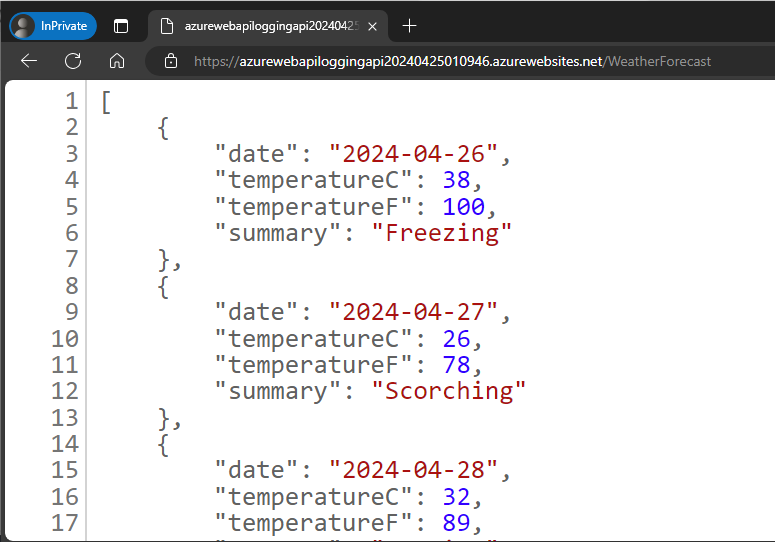 InPrivate
azurewebapiloggingapi20240425
https://azurewebapiloggingapi20240425010946.azurewebsites.net/WeatherForecast
1 [
2 {
3 "date": "2024-04-26",
4 "temperatureC": 38,
5 "temperatureF": 100,
6 "summary": "Freezing"
7 },
8 {
9 "date": "2024-04-27",
10 "temperatureC": 26,
11 "temperatureF": 78,
12 "summary": "Scorching"
13 },
14 {
15 "date": "2024-04-28",
16 "temperatureC": 32,
17 "temperatureF": 89,